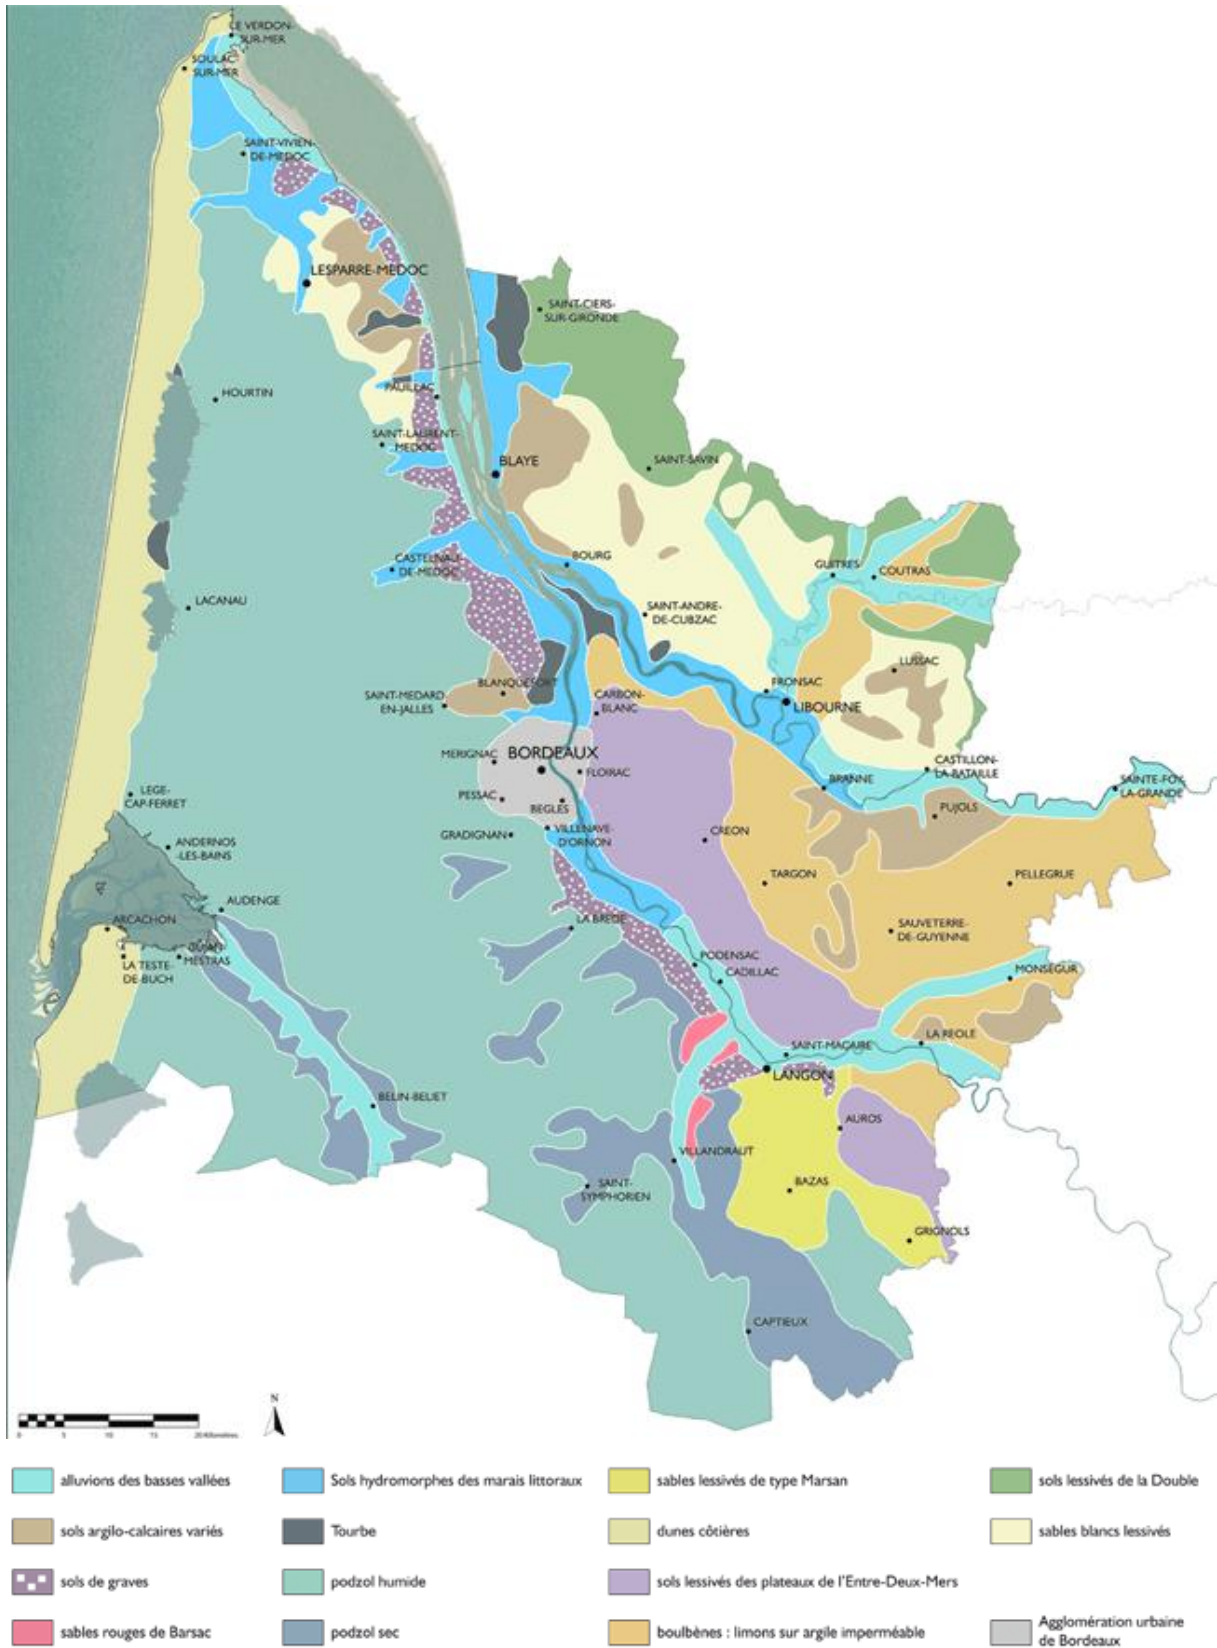 LE VERDON-
SUR-MER
SOULAC
SUR-MER
SAINT-VIVIEN-
DE-MEDOC
LESPARRE-MEDOC
SAINT-CIERS-
SUR-GIRONDE
HOURTIN
PAUILLAC
SAINT-LAURENT-
MEDOC
BLAYE
SAINT-SAVIN
CASTELNAU-
DE-MEDOC
BOURG
GUITRES
COUTRAS
LACANAU
SAINT-ANDRE-
DE-CUBZAC
LUSSAC
BLANQUEFORT
SAINT-MEDARD
EN-JALLES
CARBON-
BLANC
FRONSAC
LIBOURNE
MERIGNAC
BORDEAUX
FLOIRAC
CASTILLON-
LA-BATAILLE
BRANNE
SAINTE-FOY-
LA-GRANDE
LEGE-
CAP-FERRET
PESSAC
BEGLES
PUJOLS
ANDERNOS
-LES-BAINS
GRADIGNAN
VILLENAVE-
D'ORNON
CREON
TARGON
PELLEGRUE
AUDENGE
ARCACHON
LA BREDE
SAUVETERRE-
DE-GUYENNE
LA TESTE-
DE-BUCH
GUJAN-
MESTRAS
PODENSAC
CADILLAC
MONSEGUR
LA REOLE
SAINT-MACAIRE
LANGON
BELIN-BELIET
AUROS
VILLANDRAUT
SAINT-
SYMPHORIEN
BAZAS
GRIGNOLS
CAPTIEUX
N
0 5 10 15 20 Kilomètres
alluvions des basses vallées
Sols hydromorphes des marais littoraux
sables lessivés de type Marsan
sols lessivés de la Double
sols argilo-calcaires variés
Tourbe
dunes côtières
sables blancs lessivés
sols de graves
podzol humide
sols lessivés des plateaux de l'Entre-Deux-Mers
sables rouges de Barsac
podzol sec
boulbènes : limons sur argile imperméable
Agglomération urbaine
de Bordeaux